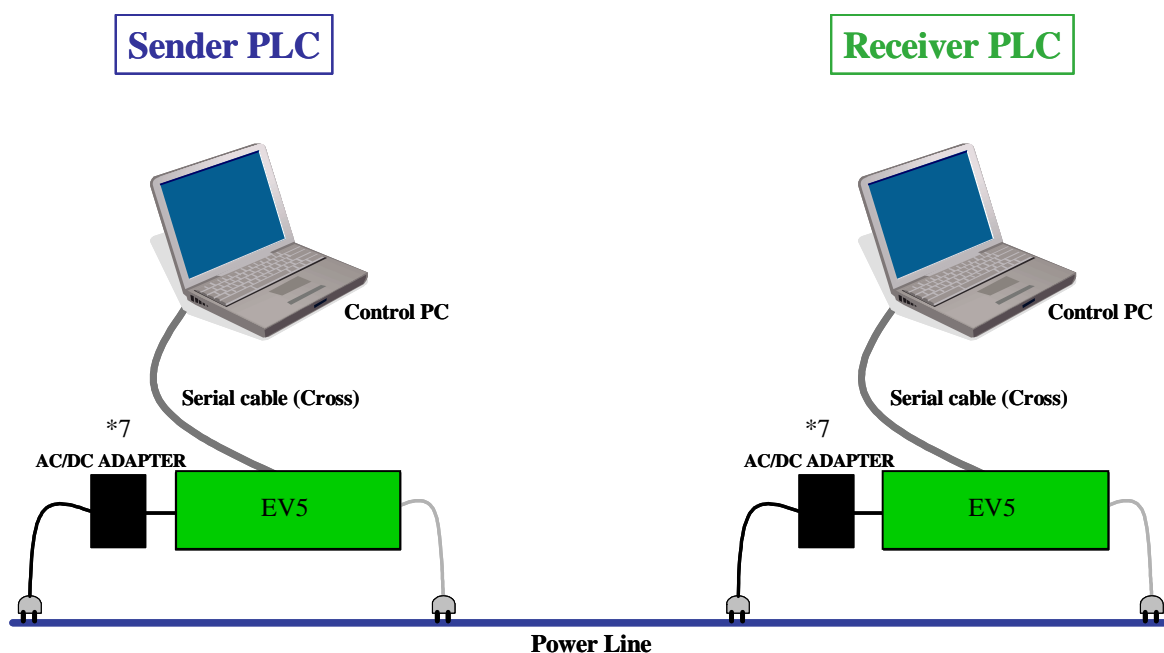 Sender PLC
Receiver PLC
Control PC
Control PC
Serial cable (Cross)
Serial cable (Cross)
*7
*7
AC/DC ADAPTER
AC/DC ADAPTER
EV5
EV5
Power Line